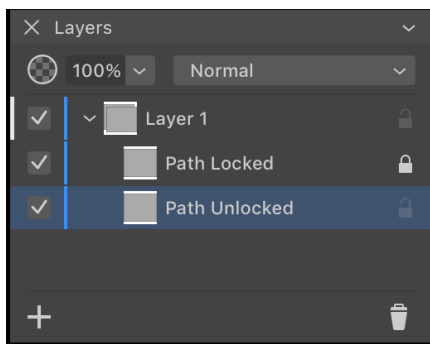 Layers
100% Normal
Layer 1
Path Locked
Path Unlocked